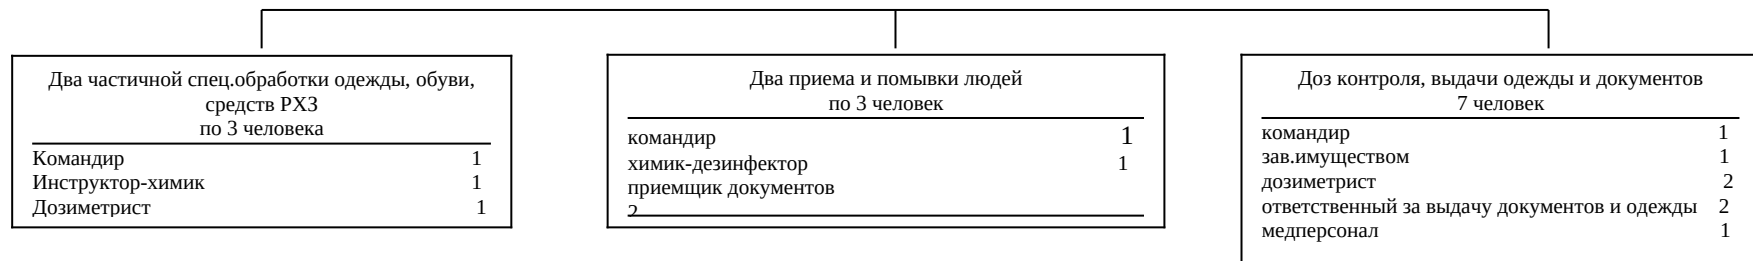 Два частичной спец.обработки одежды, обуви,
средств РХЗ
по 3 человека
Командир 1
Инструктор-химик 1
Дозиметрист 1
Два приема и помывки людей
по 3 человек
командир 1
химик-дезинфектор 1
приемщик документов
2
Доз контроля, выдачи одежды и документов
7 человек
командир 1
зав.имуществом 1
дозиметрист 2
ответственный за выдачу документов и одежды 2
медперсонал 1